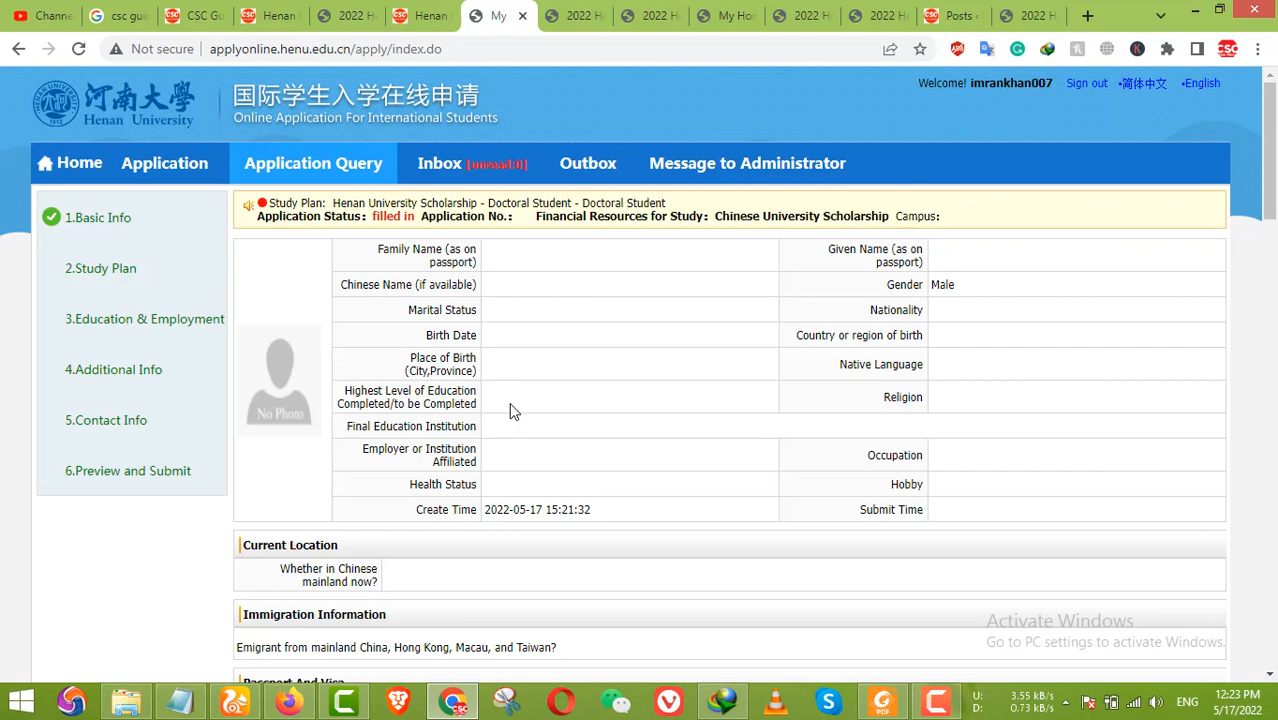 Channe
csc guid
CSC Gu
Henan
2022 He
Henan
My
2022 He
2022 He
My Hor
2022 He
2022 He
Posts ‹
2022 H
Not secure
applyonline.henu.edu.cn/apply/index.do
河南大學
Henan University
国际学生入学在线申请
Online Application For International Students
Welcome! imrankhan007 Sign out •简体中文 •English
Home Application Application Query Inbox [unread:0] Outbox Message to Administrator
1.Basic Info
2.Study Plan
3.Education & Employment
4.Additional Info
5.Contact Info
6.Preview and Submit
Study Plan: Henan University Scholarship - Doctoral Student - Doctoral Student
Application Status: filled in Application No.: Financial Resources for Study: Chinese University Scholarship Campus:
No Photo
Family Name (as on passport)
Given Name (as on passport)
Chinese Name (if available)
Gender Male
Marital Status
Nationality
Birth Date
Country or region of birth
Place of Birth (City,Province)
Native Language
Highest Level of Education Completed/to be Completed
Religion
Final Education Institution
Employer or Institution Affiliated
Occupation
Health Status
Hobby
Create Time 2022-05-17 15:21:32
Submit Time
Current Location
Whether in Chinese mainland now?
Immigration Information
Emigrant from mainland China, Hong Kong, Macau, and Taiwan?
Passport And Visa
Activate Windows
Go to PC settings to activate Windows.
U: 3.55 kB/s
D: 0.73 kB/s
ENG
12:23 PM
5/17/2022